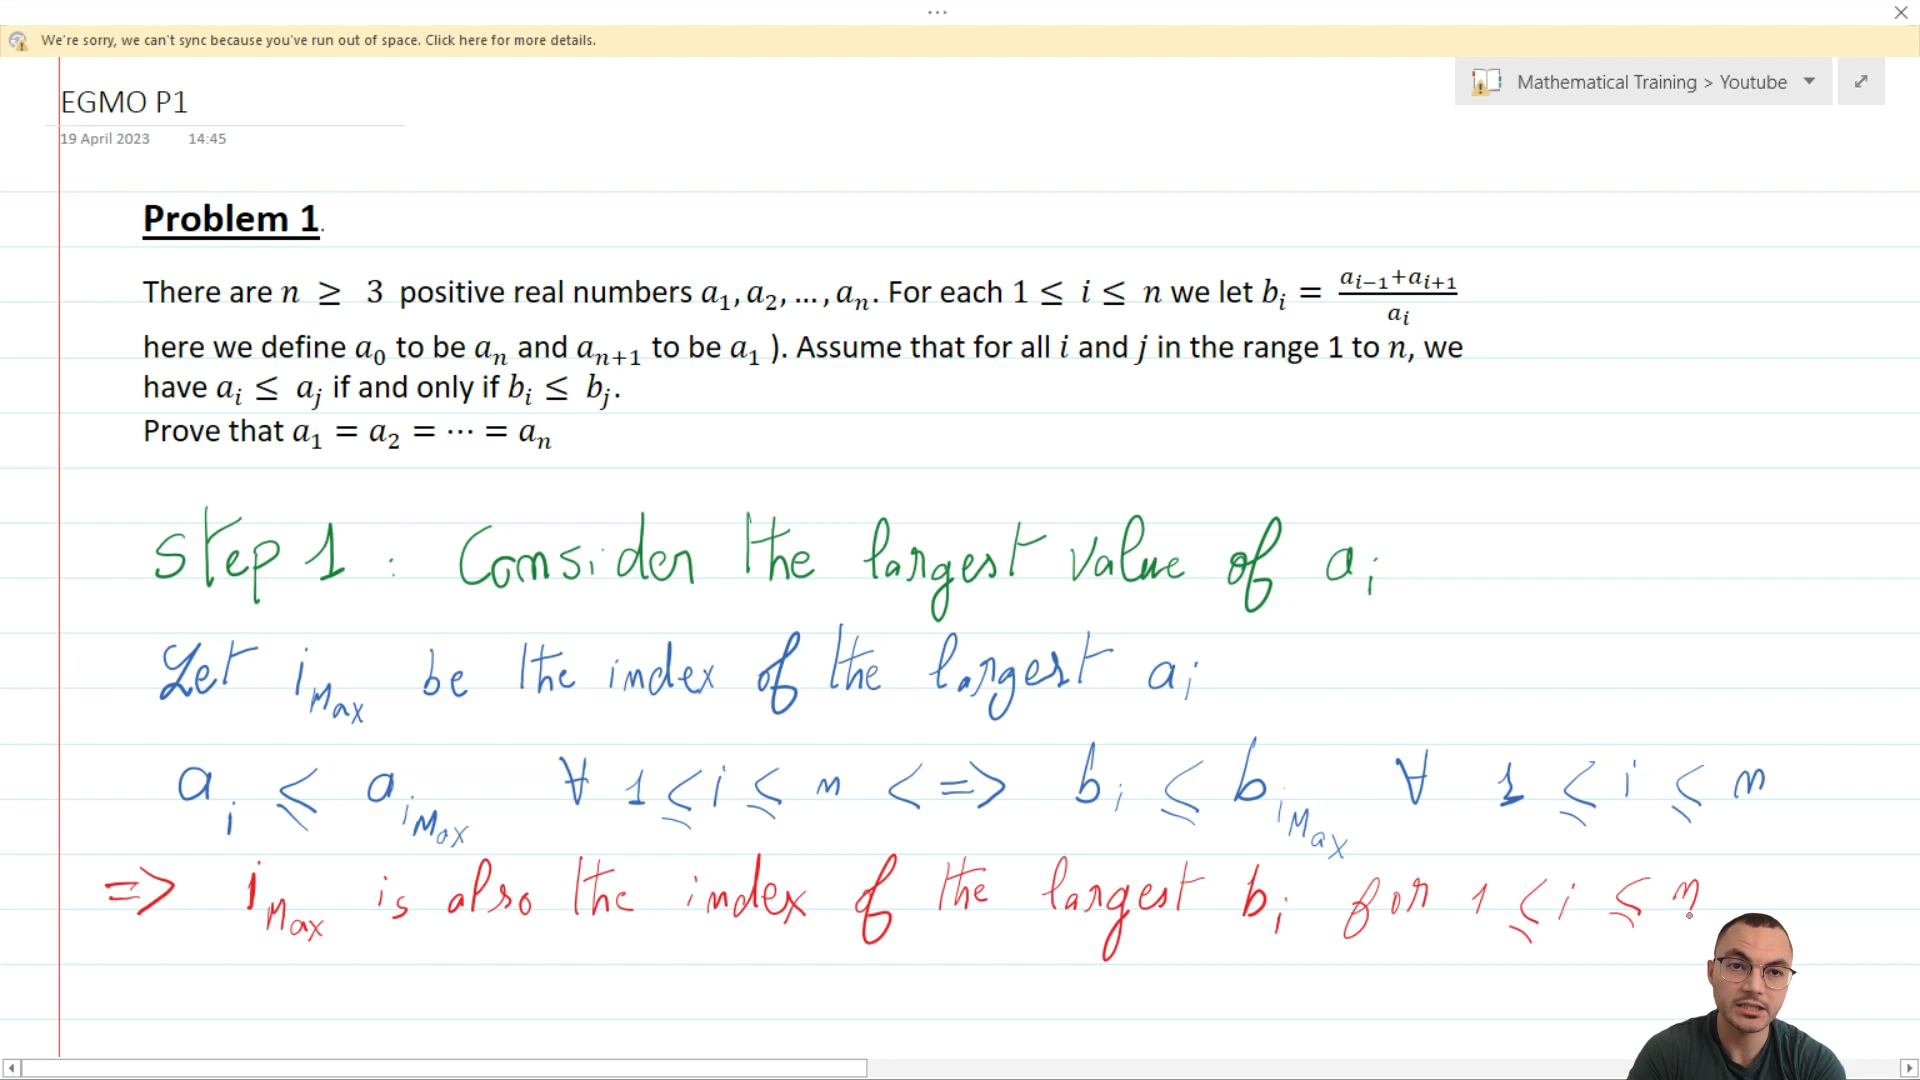 ...
We're sorry, we can't sync because you've run out of space. Click here for more details.
Mathematical Training > Youtube
EGMO P1
19 April 2023 14:45
Problem 1.
There are n ≥ 3 positive real numbers a₁, a₂, …, aₙ. For each 1 ≤ i ≤ n we let bᵢ = (aᵢ₋₁+aᵢ₊₁)/aᵢ
here we define a₀ to be aₙ and aₙ₊₁ to be a₁ ). Assume that for all i and j in the range 1 to n, we
have aᵢ ≤ aⱼ if and only if bᵢ ≤ bⱼ.
Prove that a₁ = a₂ = ⋯ = aₙ
Step 1 : Consider the largest value of aᵢ
Let i_Max be the index of the largest aᵢ
aᵢ ≤ a_{i_Max} ∀ 1 ≤ i ≤ n <=> bᵢ ≤ b_{i_Max} ∀ 1 ≤ i ≤ n
=> i_Max is also the index of the largest bᵢ for 1 ≤ i ≤ n